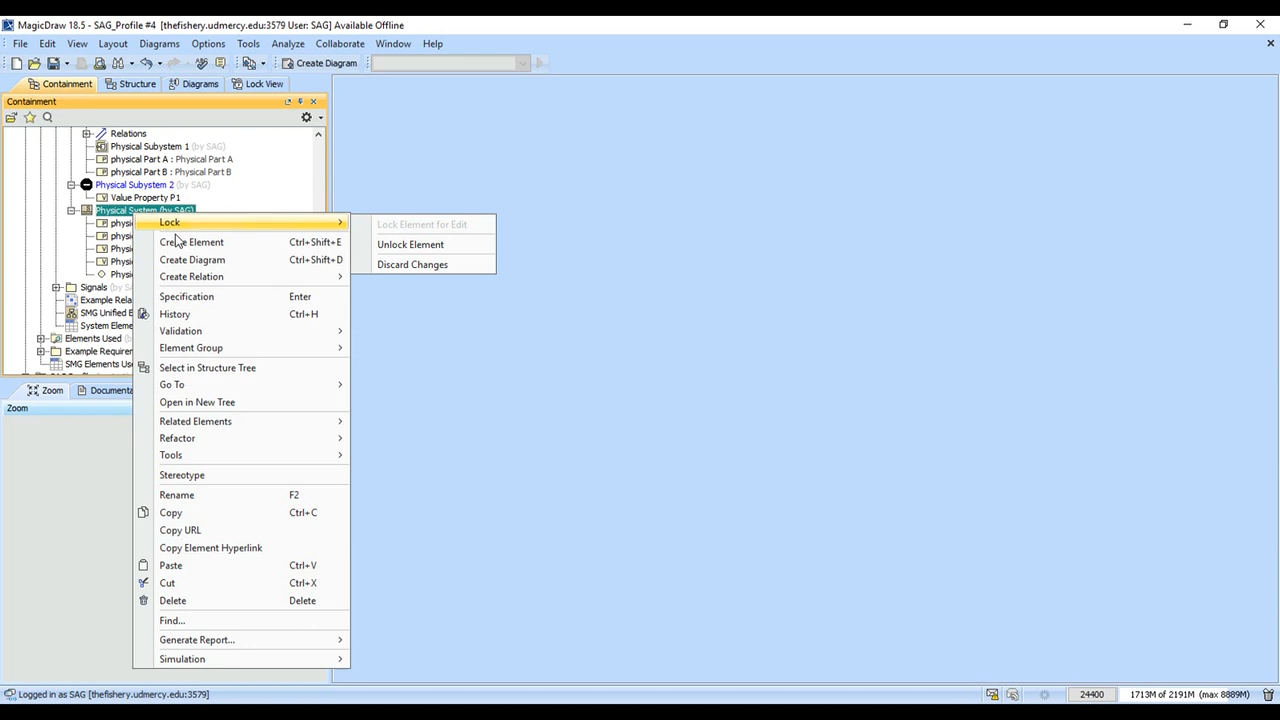 MagicDraw 18.5 - SAG_Profile #4 [thefishery.udmercy.edu:3579 User: SAG] Available Offline
File Edit View Layout Diagrams Options Tools Analyze Collaborate Window Help
Create Diagram
Containment Structure Diagrams Lock View
Containment
Relations
Physical Subsystem 1 (by SAG)
physical Part A : Physical Part A
physical Part B : Physical Part B
Physical Subsystem 2 (by SAG)
Value Property P1
Physical System (by SAG)
physi
physi
Physi
Physi
Physi
Signals
Example Rela
SMG Unified E
System Eleme
Elements Used
Example Requirem
SMG Elements Use
Zoom Documenta
Zoom
Lock
Create Element Ctrl+Shift+E
Create Diagram Ctrl+Shift+D
Create Relation
Specification Enter
History Ctrl+H
Validation
Element Group
Select in Structure Tree
Go To
Open in New Tree
Related Elements
Refactor
Tools
Stereotype
Rename F2
Copy Ctrl+C
Copy URL
Copy Element Hyperlink
Paste Ctrl+V
Cut Ctrl+X
Delete Delete
Find...
Generate Report...
Simulation
Lock Element for Edit
Unlock Element
Discard Changes
Logged in as SAG [thefishery.udmercy.edu:3579]
24400 1713M of 2191M (max 8889M)